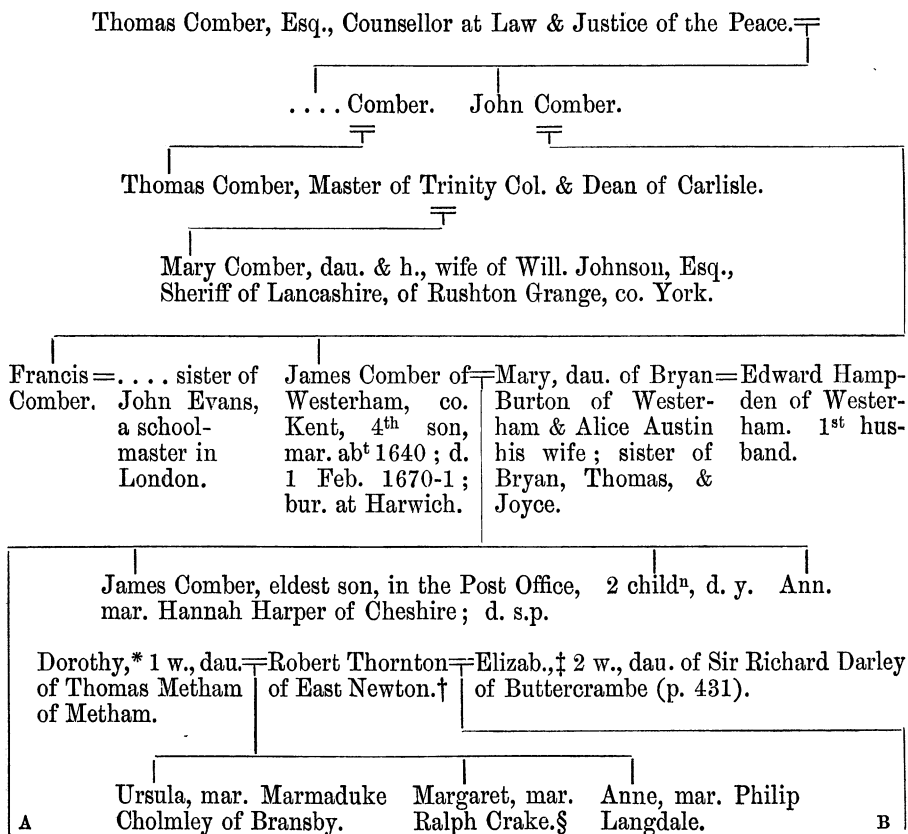 Thomas Comber, Esq., Counsellor at Law & Justice of the Peace.
. . . . Comber. John Comber.
Thomas Comber, Master of Trinity Col. & Dean of Carlisle.
Mary Comber, dau. & h., wife of Will. Johnson, Esq.,
Sheriff of Lancashire, of Rushton Grange, co. York.
Francis
Comber.
. . . . sister of
John Evans,
a school-
master in
London.
James Comber of
Westerham, co.
Kent, 4th son,
mar. abt 1640 ; d.
1 Feb. 1670-1 ;
bur. at Harwich.
Mary, dau. of Bryan
Burton of Wester-
ham & Alice Austin
his wife ; sister of
Bryan, Thomas, &
Joyce.
Edward Hamp-
den of Wester-
ham. 1st hus-
band.
James Comber, eldest son, in the Post Office,
mar. Hannah Harper of Cheshire ; d. s.p.
2 childn, d. y.
Ann.
Dorothy,* 1 w., dau.
of Thomas Metham
of Metham.
Robert Thornton
of East Newton.†
Elizab.,‡ 2 w., dau. of Sir Richard Darley
of Buttercrambe (p. 431).
Ursula, mar. Marmaduke
Cholmley of Bransby.
Margaret, mar.
Ralph Crake.§
Anne, mar. Philip
Langdale.
A
B